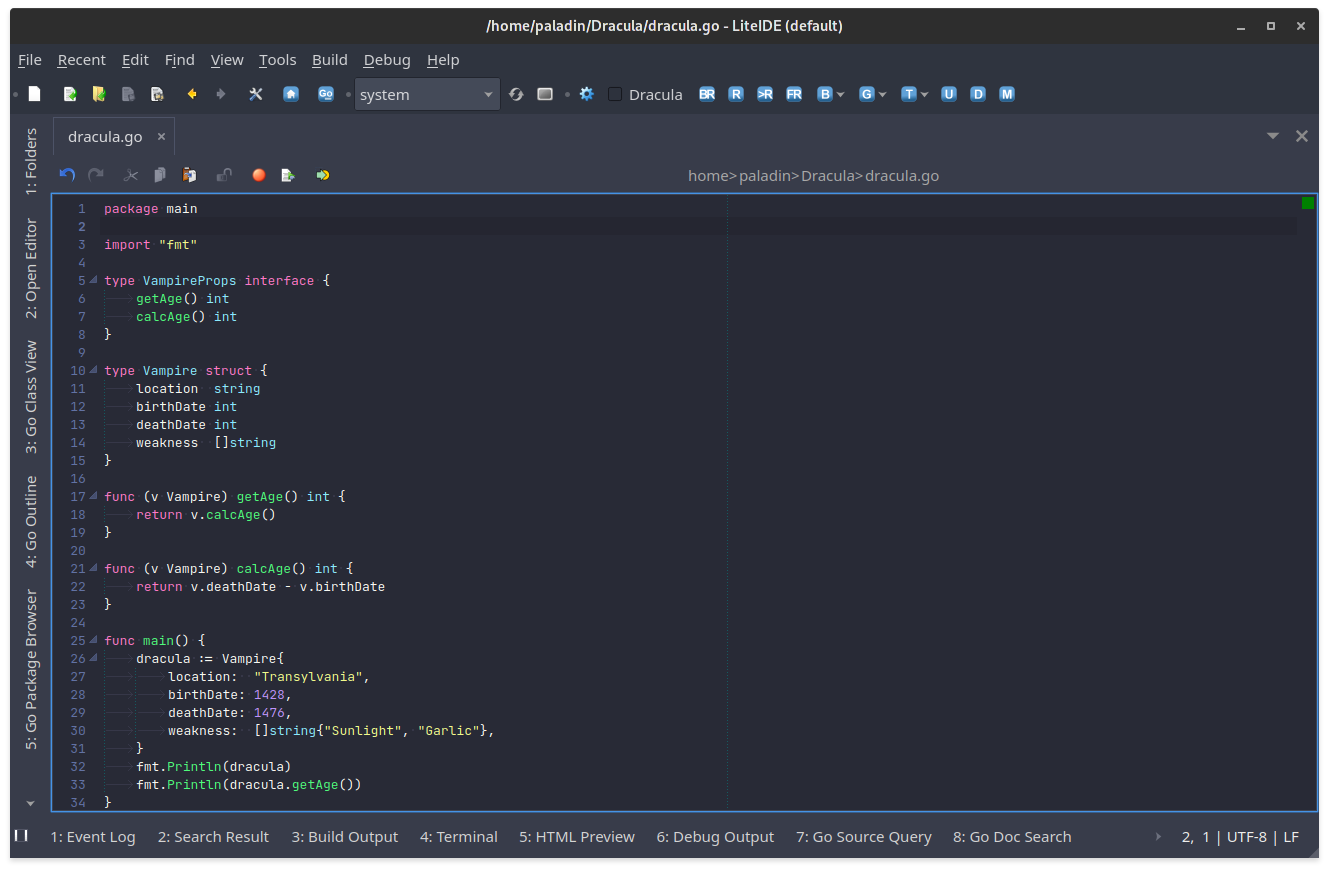 /home/paladin/Dracula/dracula.go - LiteIDE (default)
File Recent Edit Find View Tools Build Debug Help
Go system Dracula BR R >R FR B G T U D M
dracula.go
home>paladin>Dracula>dracula.go
1: Folders
2: Open Editor
3: Go Class View
4: Go Outline
5: Go Package Browser
1 package main
2
3 import "fmt"
4
5 type VampireProps interface {
6 getAge() int
7 calcAge() int
8 }
9
10 type Vampire struct {
11 location  string
12 birthDate int
13 deathDate int
14 weakness  []string
15 }
16
17 func (v Vampire) getAge() int {
18 return v.calcAge()
19 }
20
21 func (v Vampire) calcAge() int {
22 return v.deathDate - v.birthDate
23 }
24
25 func main() {
26 dracula := Vampire{
27 location:  "Transylvania",
28 birthDate: 1428,
29 deathDate: 1476,
30 weakness:  []string{"Sunlight", "Garlic"},
31 }
32 fmt.Println(dracula)
33 fmt.Println(dracula.getAge())
34 }
1: Event Log 2: Search Result 3: Build Output 4: Terminal 5: HTML Preview 6: Debug Output 7: Go Source Query 8: Go Doc Search 2, 1 | UTF-8 | LF